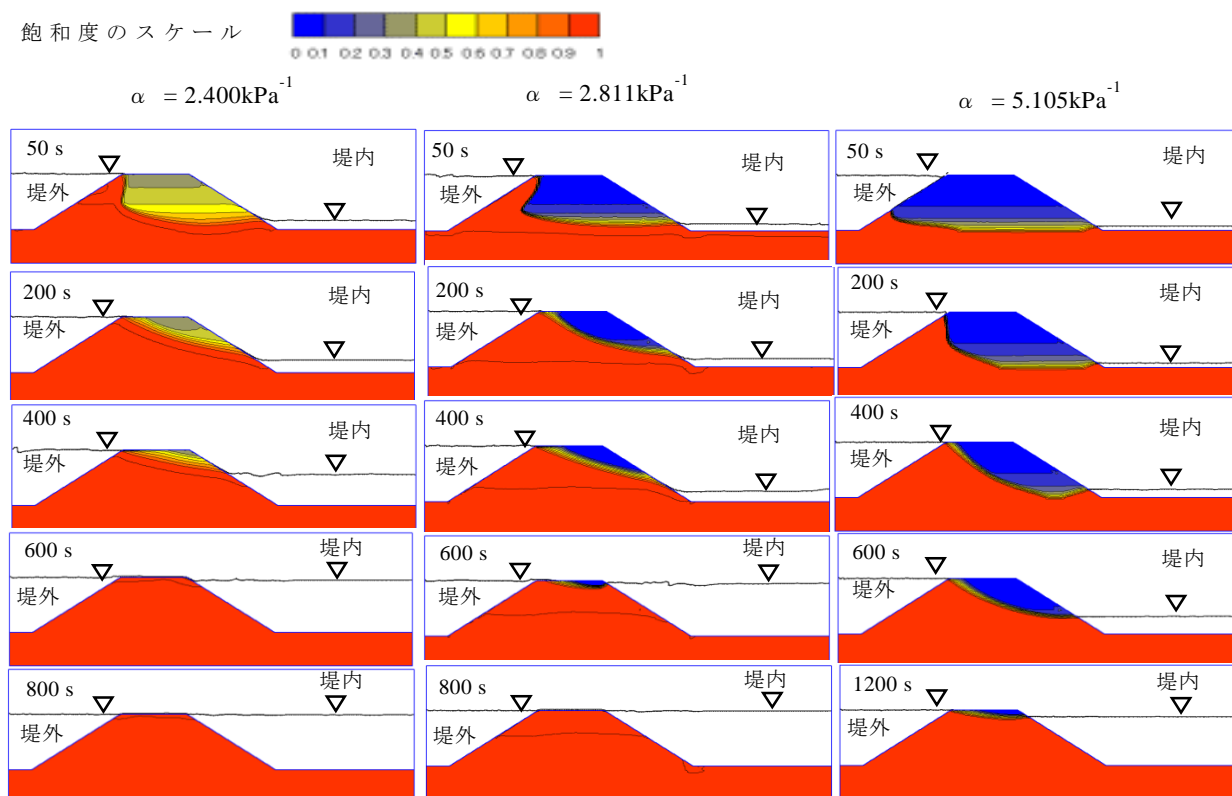 飽和度のスケール
0 0.1 0.2 0.3 0.4 0.5 0.6 0.7 0.8 0.9 1
α = 2.400kPa⁻¹
α = 2.811kPa⁻¹
α = 5.105kPa⁻¹
50 s 堤内
堤外
50 s 堤内
堤外
50 s 堤内
堤外
200 s 堤内
堤外
200 s 堤内
堤外
200 s 堤内
堤外
400 s 堤内
堤外
400 s 堤内
堤外
400 s 堤内
堤外
600 s 堤内
堤外
600 s 堤内
堤外
600 s 堤内
堤外
800 s 堤内
堤外
800 s 堤内
堤外
1200 s 堤内
堤外